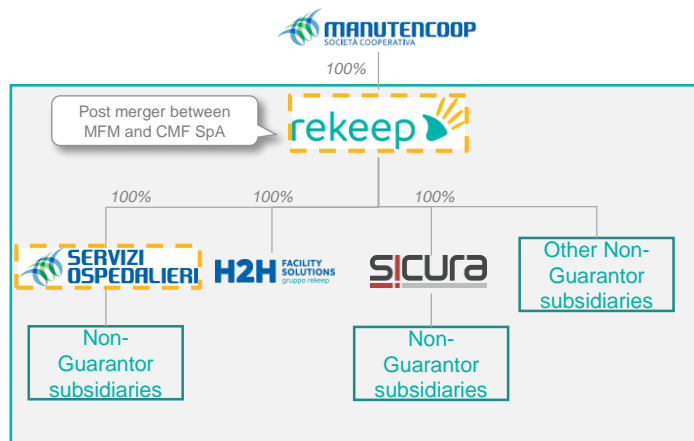 MANUTENCOOP
SOCIETÀ COOPERATIVA
100%
Post merger between
MFM and CMF SpA
rekeep
100%
100%
100%
SERVIZI
OSPEDALIERI
H2H FACILITY
SOLUTIONS
gruppo rekeep
sicura
Other Non-
Guarantor
subsidiaries
Non-
Guarantor
subsidiaries
Non-
Guarantor
subsidiaries